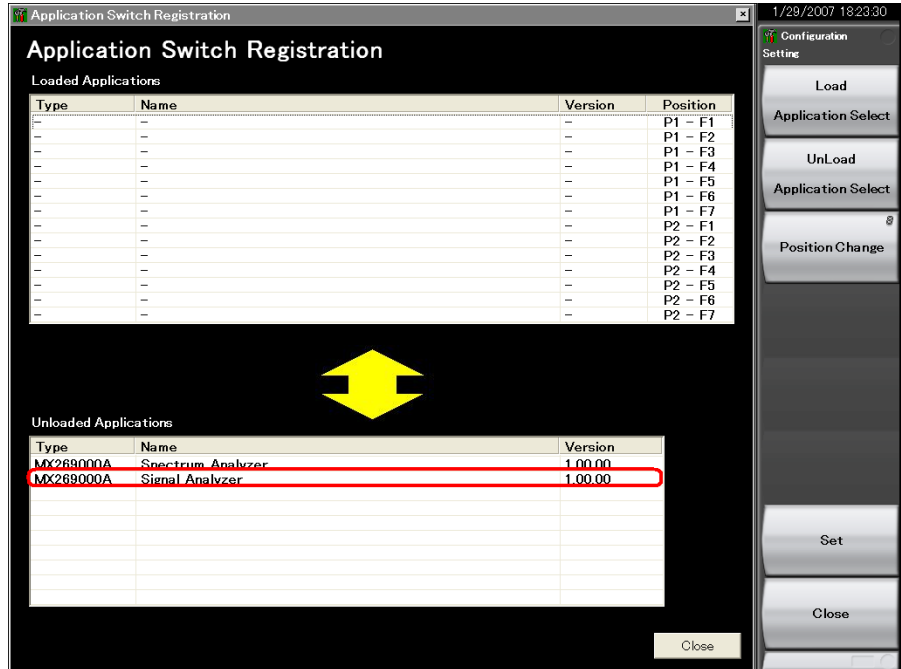 Application Switch Registration
Application Switch Registration
Loaded Applications
Type Name Version Position
- - - P1 - F1
- - - P1 - F2
- - - P1 - F3
- - - P1 - F4
- - - P1 - F5
- - - P1 - F6
- - - P1 - F7
- - - P2 - F1
- - - P2 - F2
- - - P2 - F3
- - - P2 - F4
- - - P2 - F5
- - - P2 - F6
- - - P2 - F7
Unloaded Applications
Type Name Version
MX269000A Spectrum Analyzer 1.00.00
MX269000A Signal Analyzer 1.00.00
Close
1/29/2007 18:23:30
Configuration
Setting
Load
Application Select
UnLoad
Application Select
8
Position Change
Set
Close